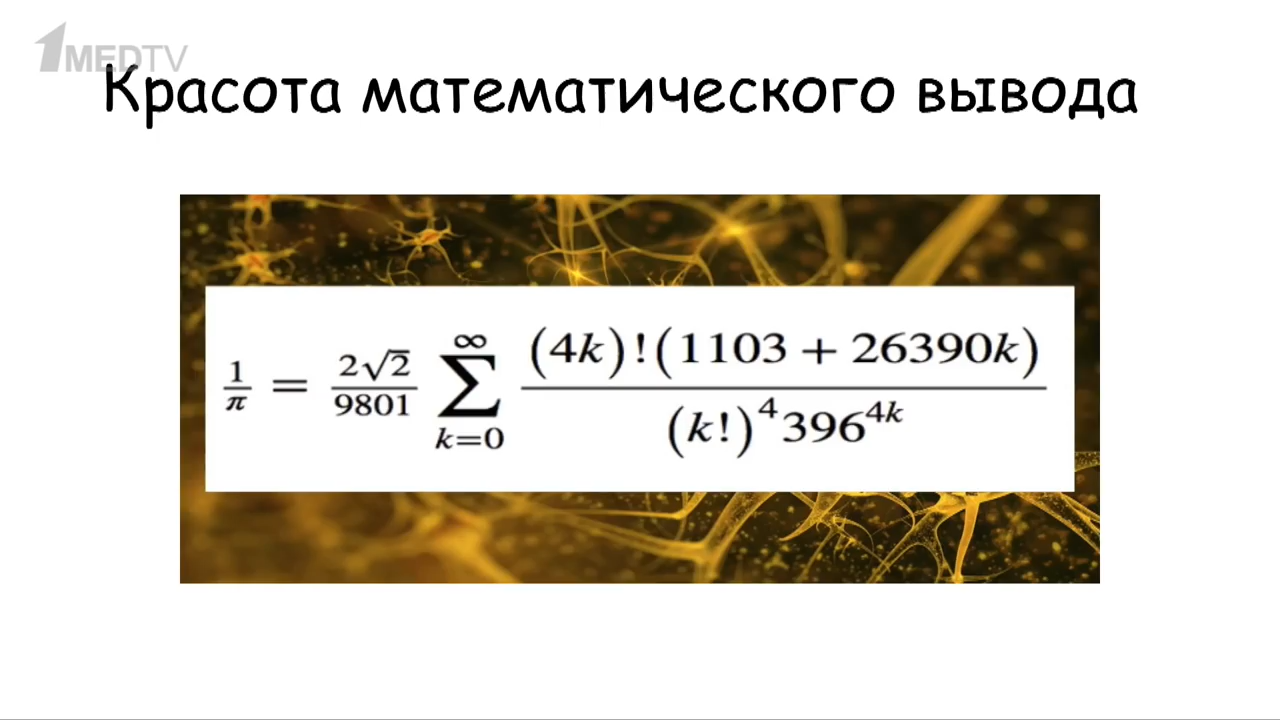 1MEDTV
Красота математического вывода
1/π = 2√2/9801 ∑_{k=0}^{∞} (4k)!(1103 + 26390k)/(k!)^4 396^{4k}